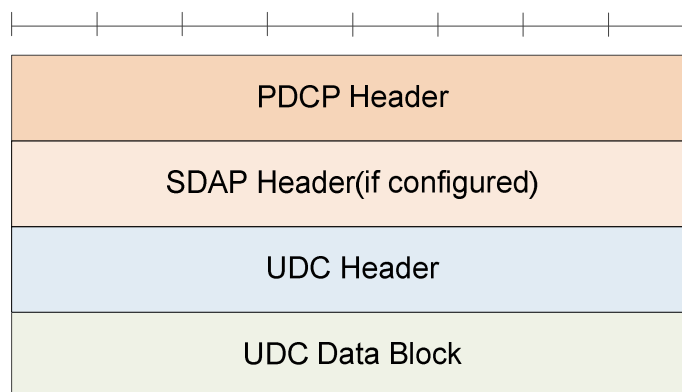 PDCP Header
SDAP Header(if configured)
UDC Header
UDC Data Block